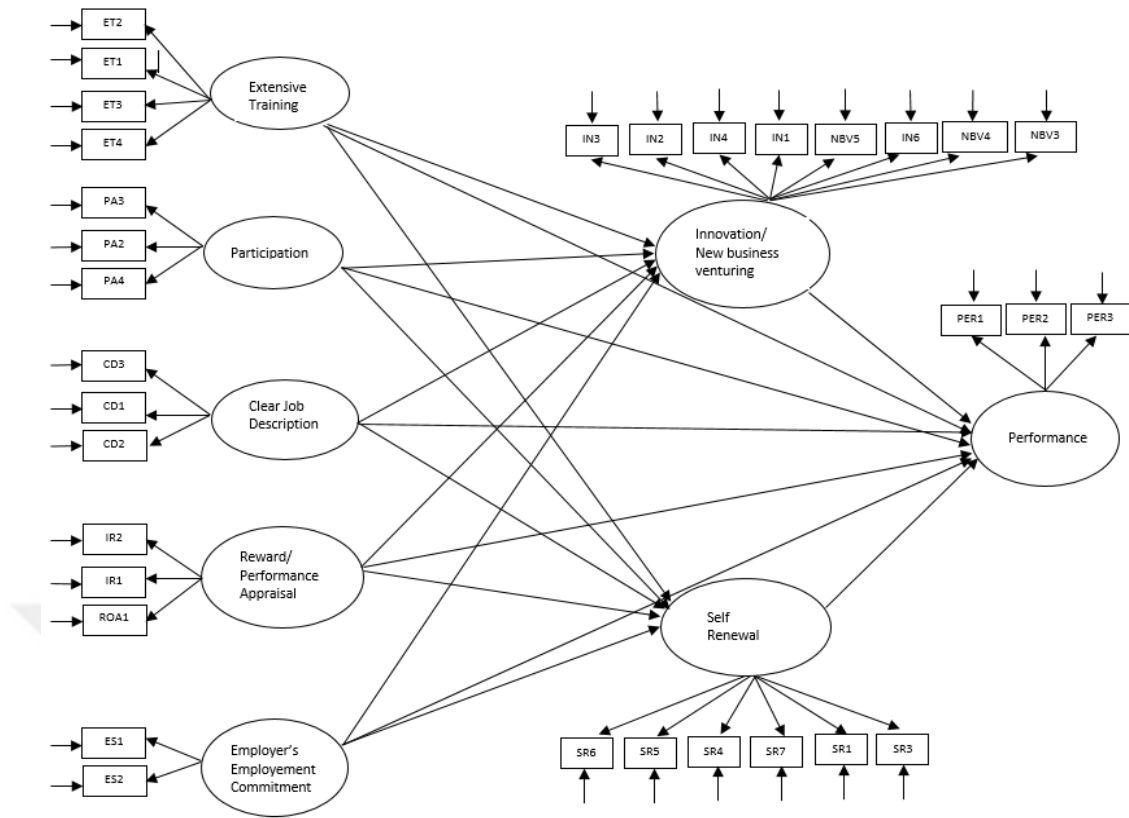 ET2
ET1
ET3
ET4
Extensive
Training
IN3
IN2
IN4
IN1
NBV5
IN6
NBV4
NBV3
PA3
PA2
PA4
Participation
Innovation/
New business
venturing
PER1
PER2
PER3
CD3
CD1
CD2
Clear Job
Description
Performance
IR2
IR1
ROA1
Reward/
Performance
Appraisal
Self
Renewal
ES1
ES2
Employer's
Employement
Commitment
SR6
SR5
SR4
SR7
SR1
SR3